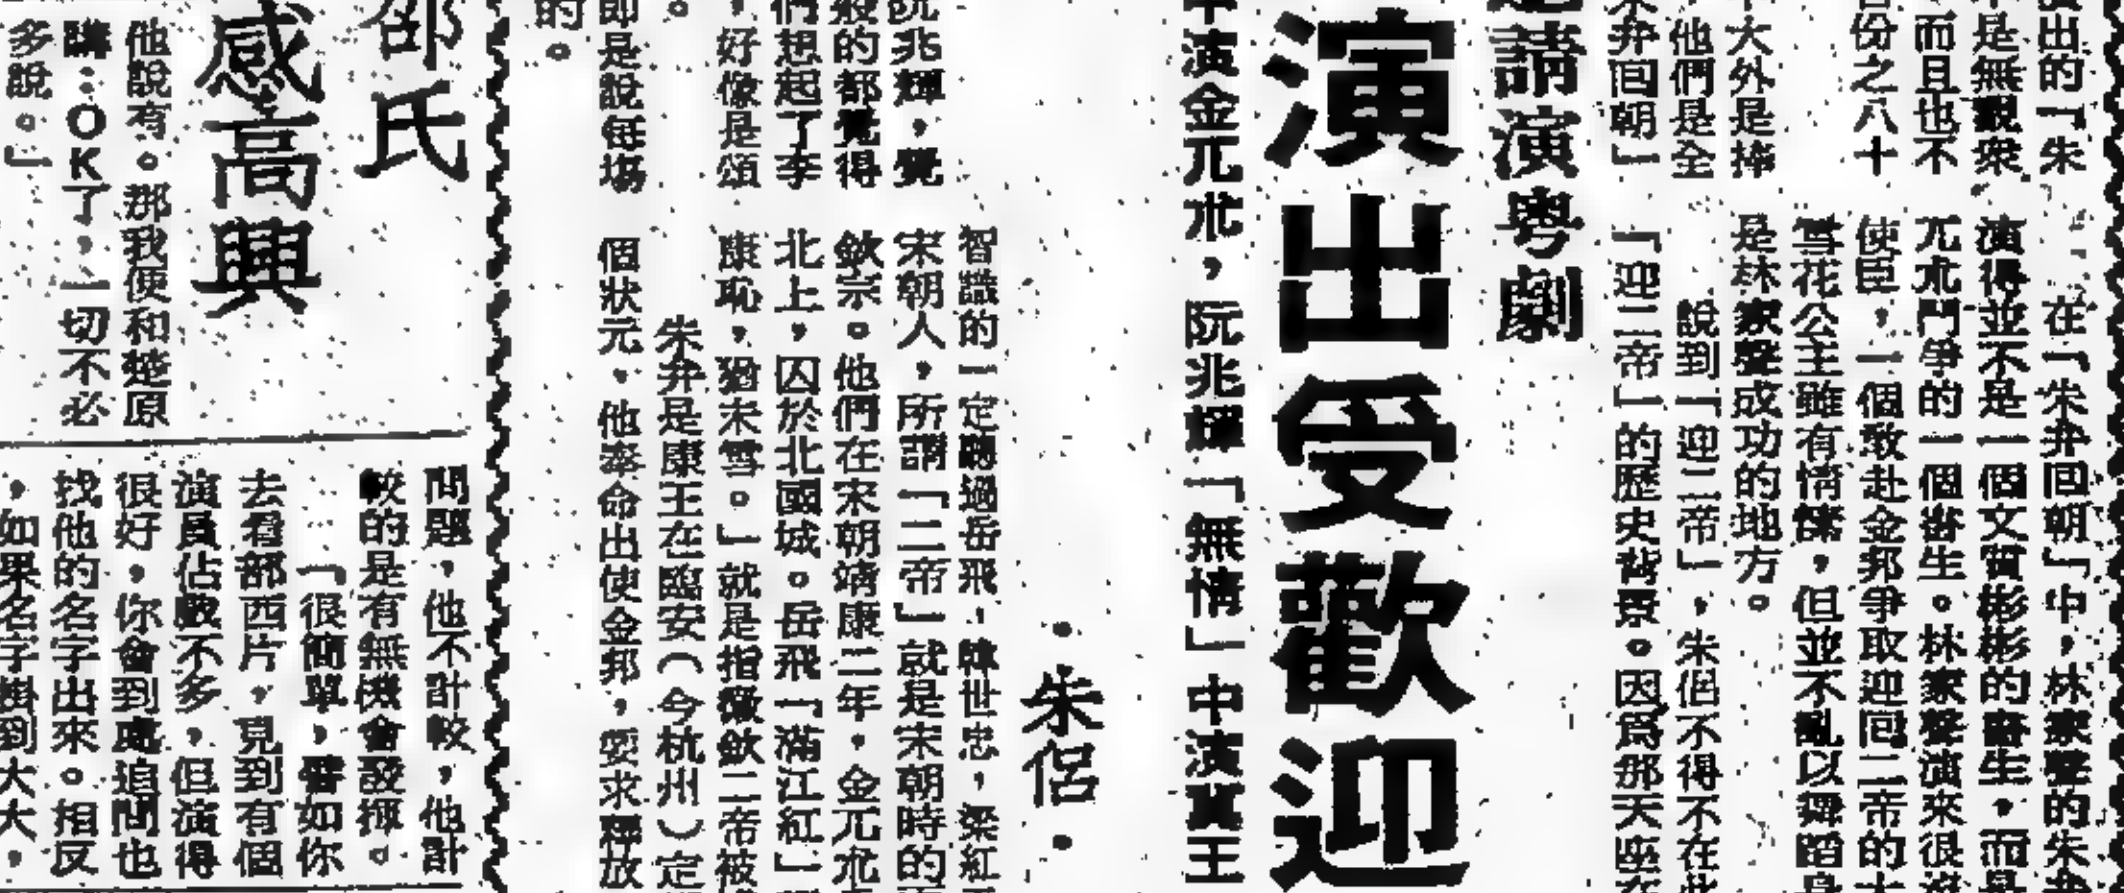 演出的「朱
是無觀衆
而且也不
份之八十
大外是捧
他們是全
朱弁囘朝」
在「朱弁囘朝」中，林家聲的朱弁
演得並不是一個文質彬彬的書生，而是
兀朮鬥爭的一個書生。林家聲演來很
使臣，一個敢赴金邦爭取迎囘二帝的
雪花公主雖有情愫，但並不亂以舞蹈身
是林家聲成功的地方。
說到「迎二帝」，朱侶不得不在此
「迎二帝」的歷史背景。因爲那天座在
請演粤劇
演出受歡迎
中演金兀朮，阮兆輝「無情」中演冀王
·朱侶·
阮兆輝，覺
般的都覺得
們想起了李
，好像是頌
。
即是說每塲
的。
智識的一定聽過岳飛，韓世忠，梁紅
宋朝人，所謂「二帝」就是宋朝時的
欽宗。他們在宋朝靖康二年，金兀朮
北上，囚於北國城。岳飛「滿江紅」
康恥，猶未雪。」就是指徽欽二帝被
朱弁是康王在臨安（今杭州）定
個狀元，他奉命出使金邦，要求釋放
邵氏
感高興
他說有。那我便和楚原
講：OK了，一切不必
多說。」
問題，他不計較，他計
較的是有無機會發揮。
「很簡單，譬如你
去看部西片，見到有個
演員佔戲不多，但演得
很好，你會到處追問也
找他的名字出來。相反
，如果名字掛到大大，